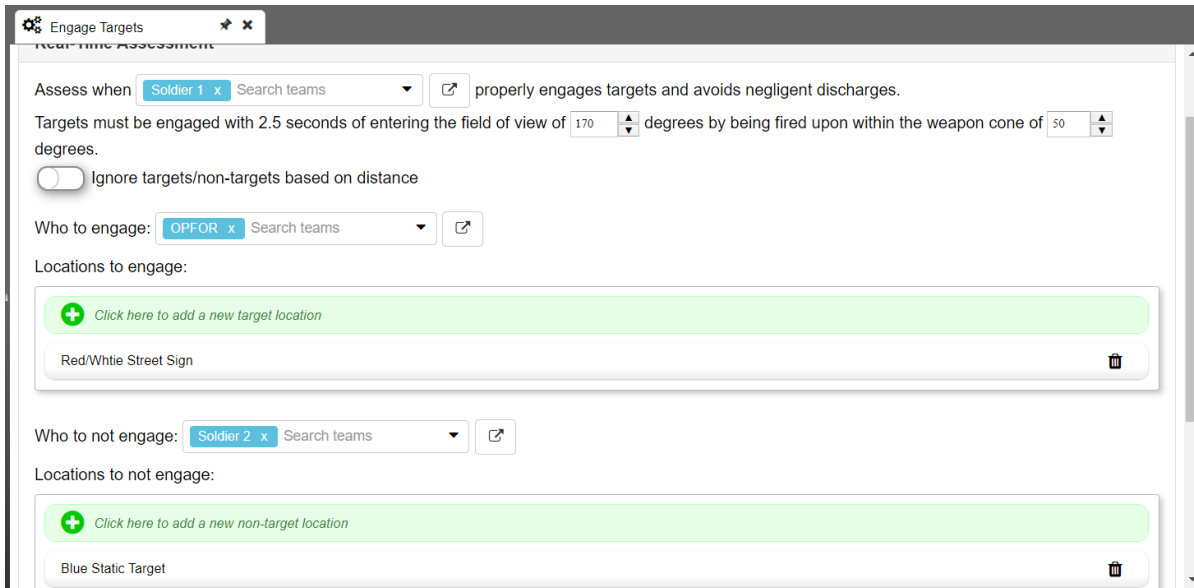 Engage Targets
Real-Time Assessment
Assess when Soldier 1 x Search teams properly engages targets and avoids negligent discharges.
Targets must be engaged with 2.5 seconds of entering the field of view of 170 degrees by being fired upon within the weapon cone of 50
degrees.
Ignore targets/non-targets based on distance
Who to engage: OPFOR x Search teams
Locations to engage:
Click here to add a new target location
Red/Whtie Street Sign
Who to not engage: Soldier 2 x Search teams
Locations to not engage:
Click here to add a new non-target location
Blue Static Target